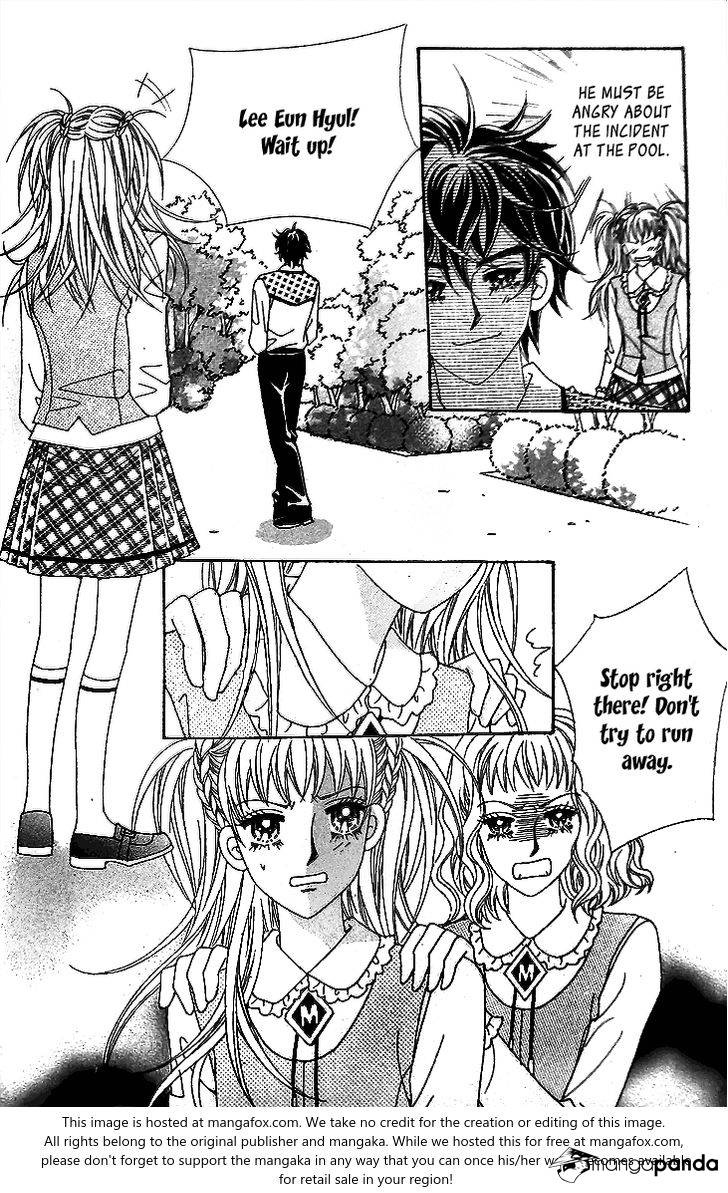 Lee Eun Hyul!
Wait up!
HE MUST BE
ANGRY ABOUT
THE INCIDENT
AT THE POOL.
Stop right
there! Don't
try to run
away.
M
M
This image is hosted at mangafox.com. We take no credit for the creation or editing of this image.
All rights belong to the original publisher and mangaka. While we hosted this for free at mangafox.com,
please don't forget to support the mangaka in any way that you can once his/her available
for retail sale in your region!
mangapanda